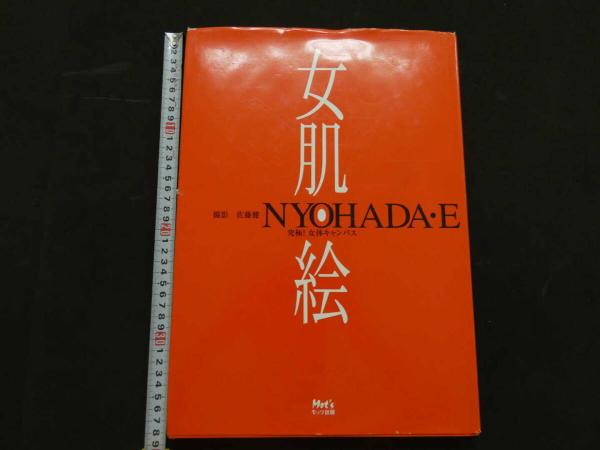 女肌・絵
撮影 佐藤健
NYOHADA・E
究極! 女体キャンバス
Mot's
モッツ出版